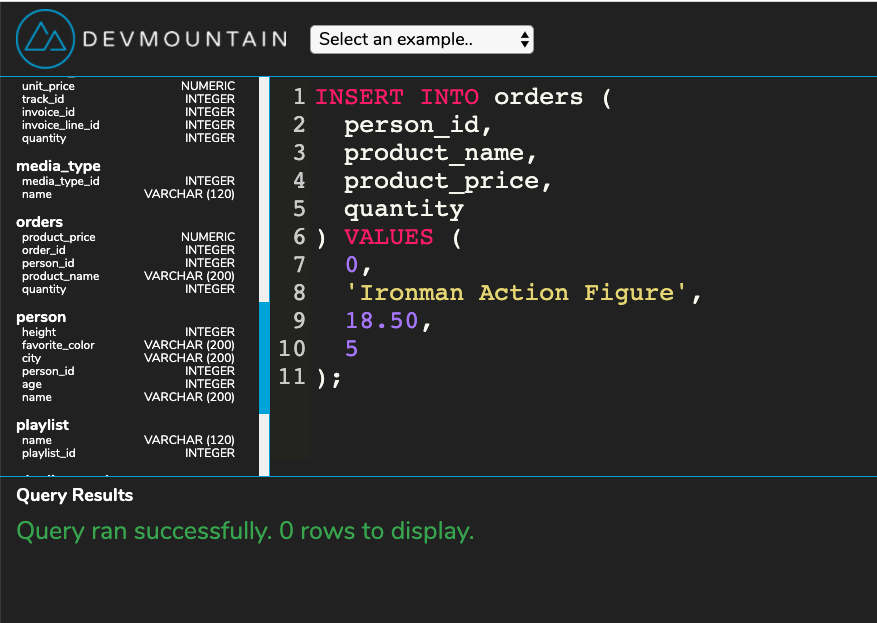 DEVMOUNTAIN
Select an example..
unit_price NUMERIC
track_id INTEGER
invoice_id INTEGER
invoice_line_id INTEGER
quantity INTEGER
media_type
media_type_id INTEGER
name VARCHAR (120)
orders
product_price NUMERIC
order_id INTEGER
person_id INTEGER
product_name VARCHAR (200)
quantity INTEGER
person
height INTEGER
favorite_color VARCHAR (200)
city VARCHAR (200)
person_id INTEGER
age INTEGER
name VARCHAR (200)
playlist
name VARCHAR (120)
playlist_id INTEGER
1 INSERT INTO orders (
2 person_id,
3 product_name,
4 product_price,
5 quantity
6 ) VALUES (
7 0,
8 'Ironman Action Figure',
9 18.50,
10 5
11 );
Query Results
Query ran successfully. 0 rows to display.